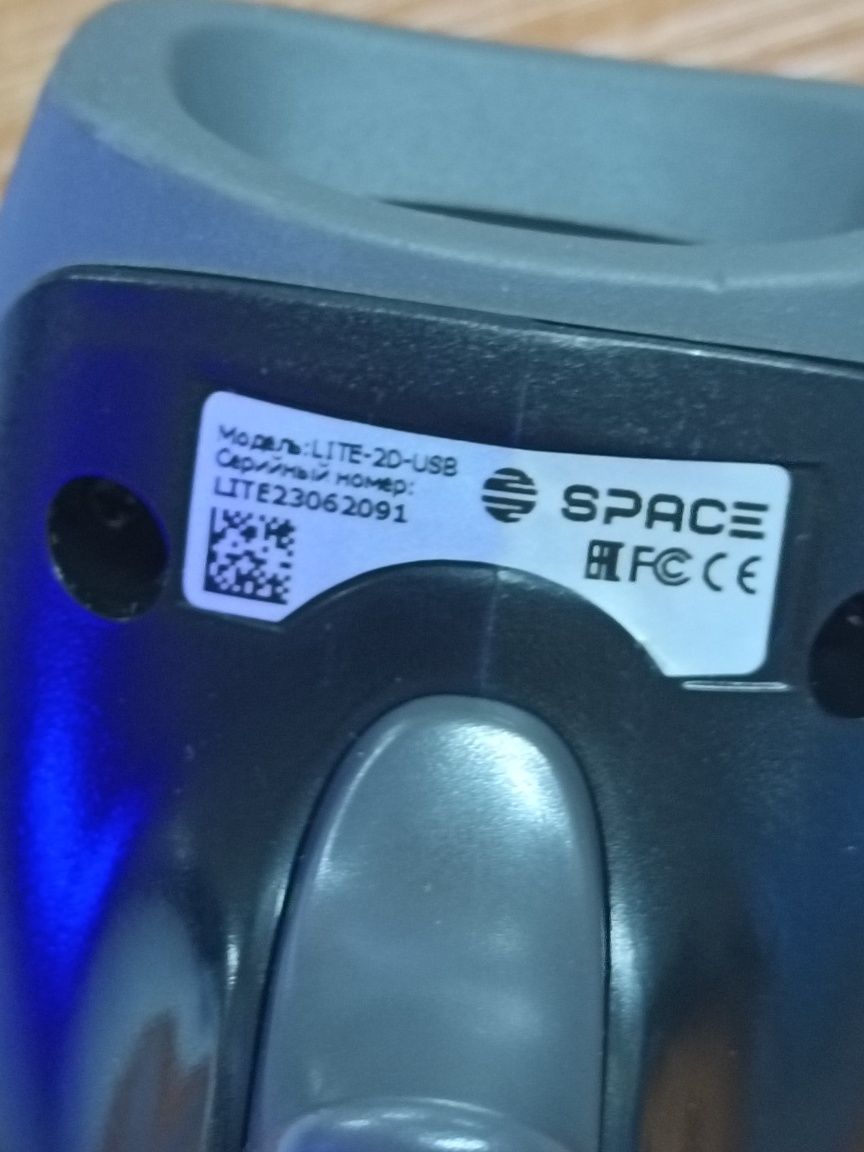 Модель:LITE-2D-USB
Серийный номер:
LITE23062091
SPACE
EAC FC CE